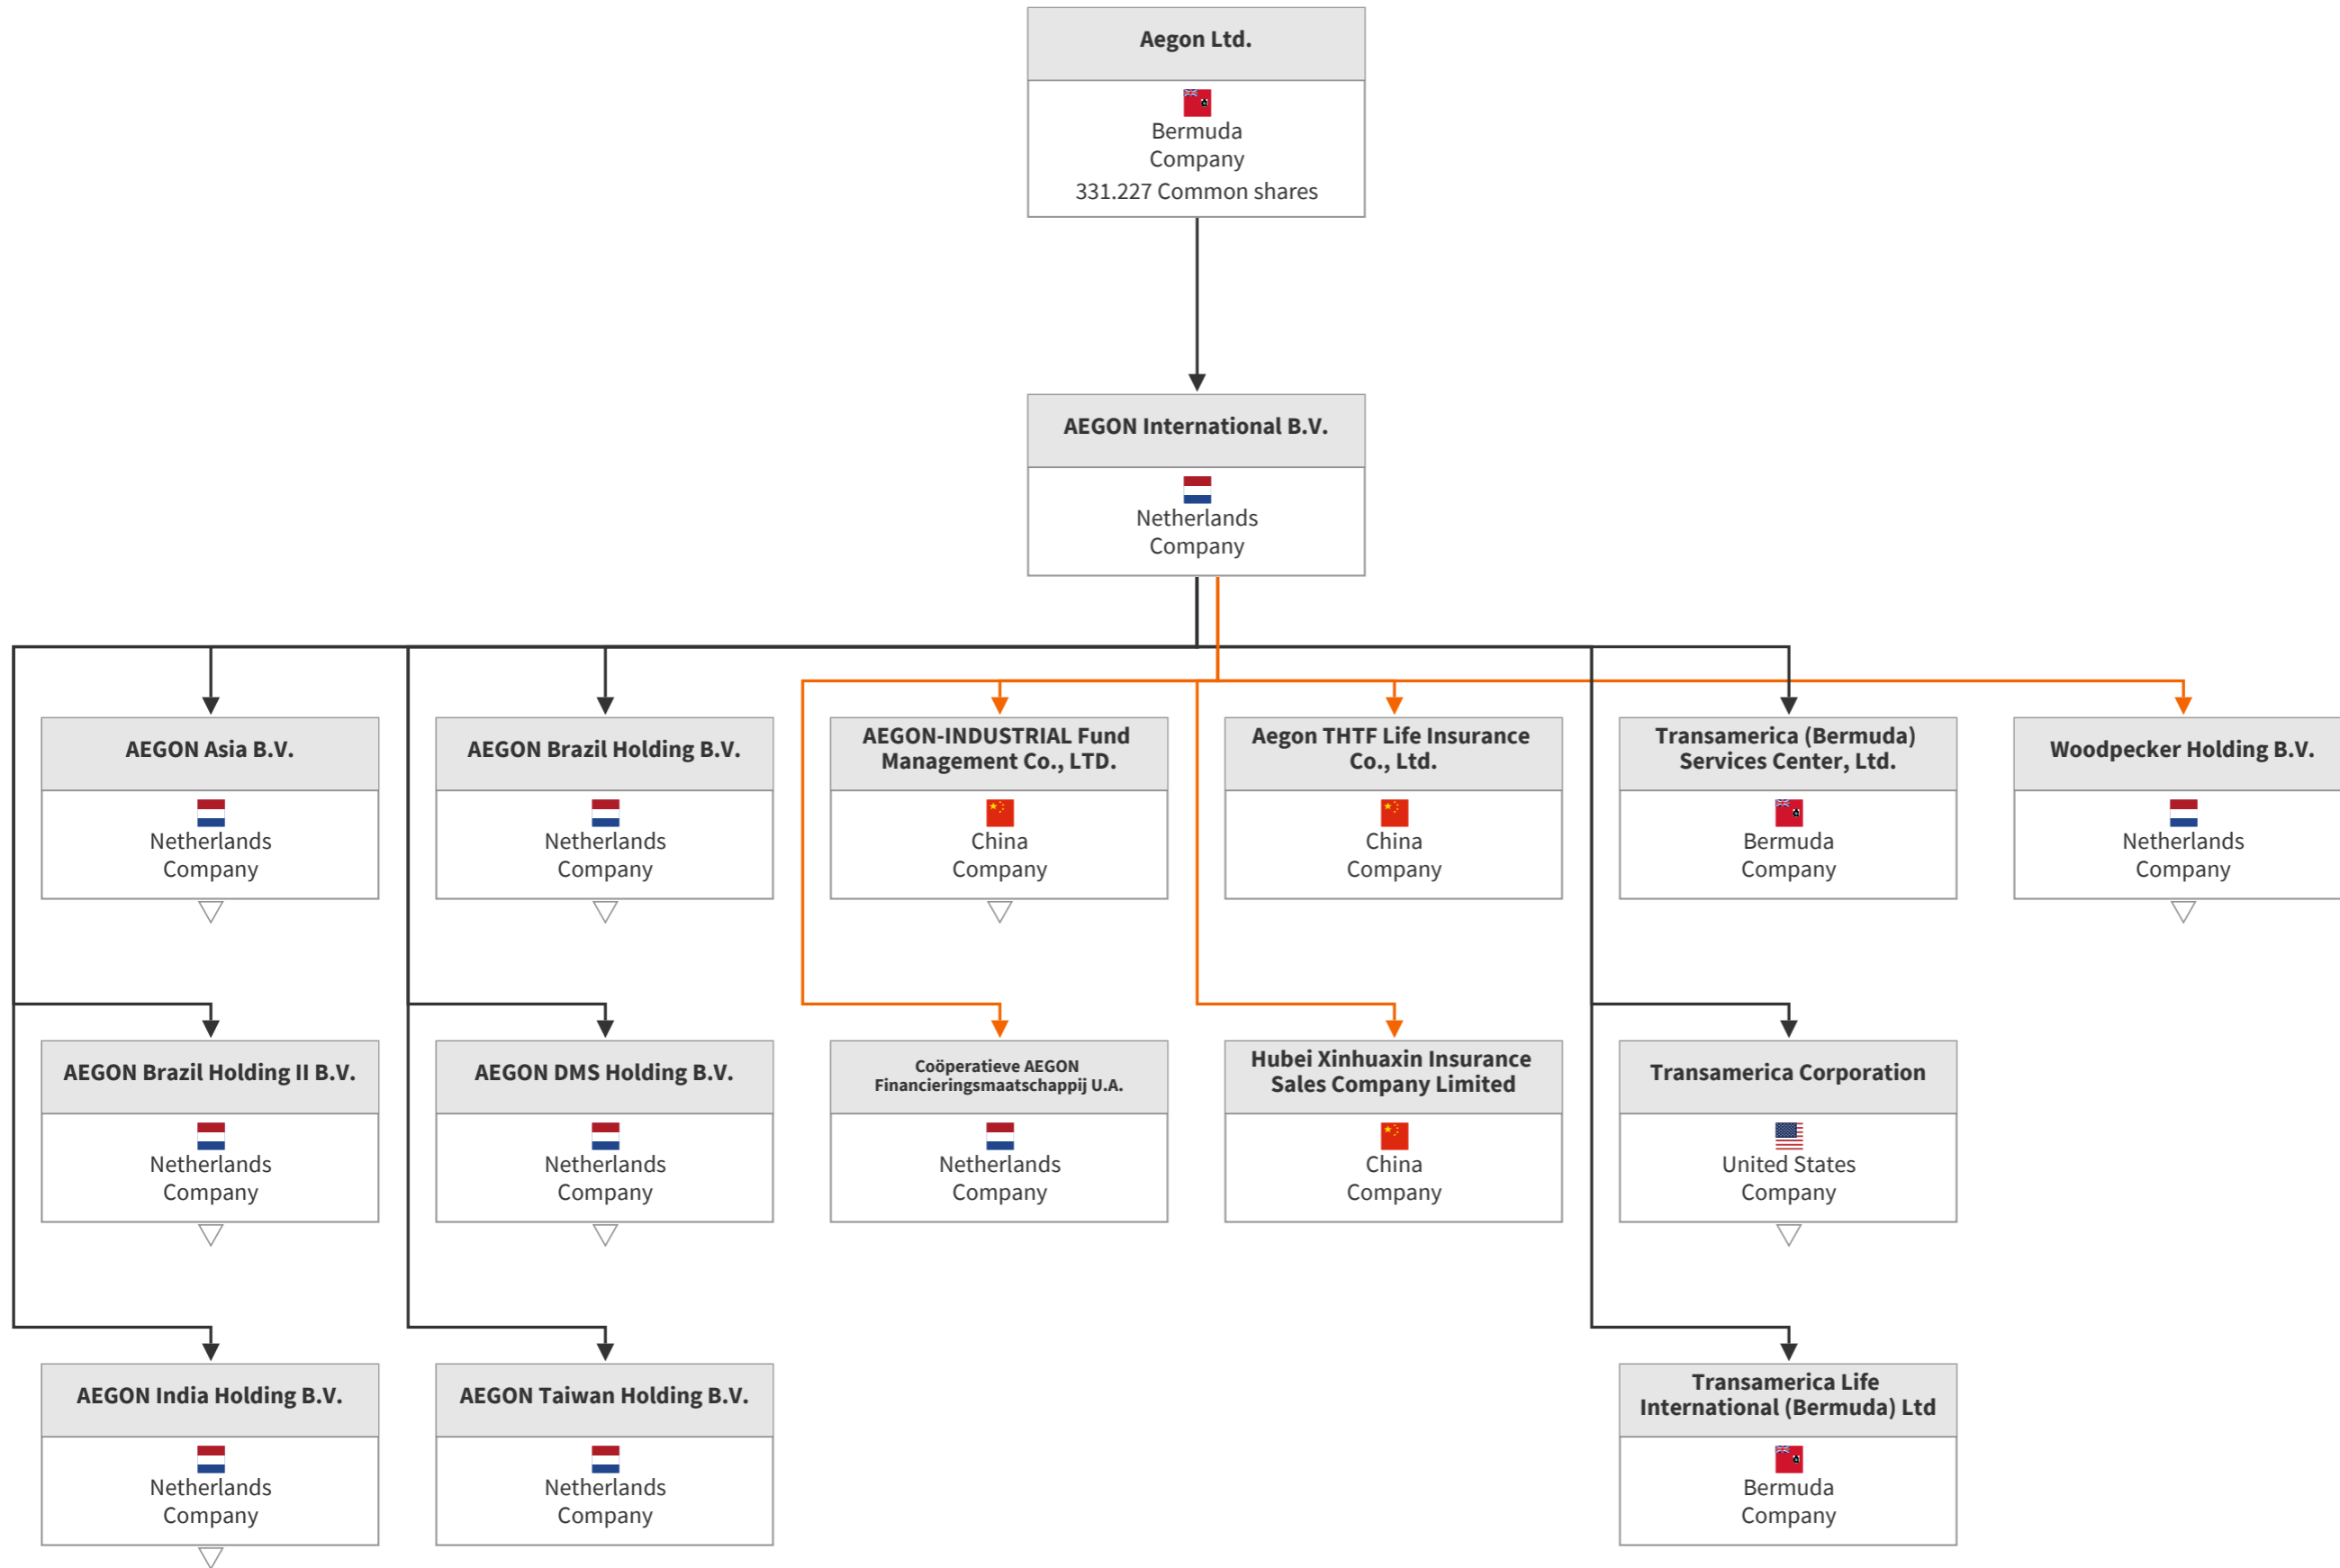 Aegon Ltd.
Bermuda
Company
331.227 Common shares
AEGON International B.V.
Netherlands
Company
AEGON Asia B.V.
Netherlands
Company
AEGON Brazil Holding B.V.
Netherlands
Company
AEGON-INDUSTRIAL Fund
Management Co., LTD.
China
Company
Aegon THTF Life Insurance
Co., Ltd.
China
Company
Transamerica (Bermuda)
Services Center, Ltd.
Bermuda
Company
Woodpecker Holding B.V.
Netherlands
Company
AEGON Brazil Holding II B.V.
Netherlands
Company
AEGON DMS Holding B.V.
Netherlands
Company
Coöperatieve AEGON
Financieringsmaatschappij U.A.
Netherlands
Company
Hubei Xinhuaxin Insurance
Sales Company Limited
China
Company
Transamerica Corporation
United States
Company
AEGON India Holding B.V.
Netherlands
Company
AEGON Taiwan Holding B.V.
Netherlands
Company
Transamerica Life
International (Bermuda) Ltd
Bermuda
Company